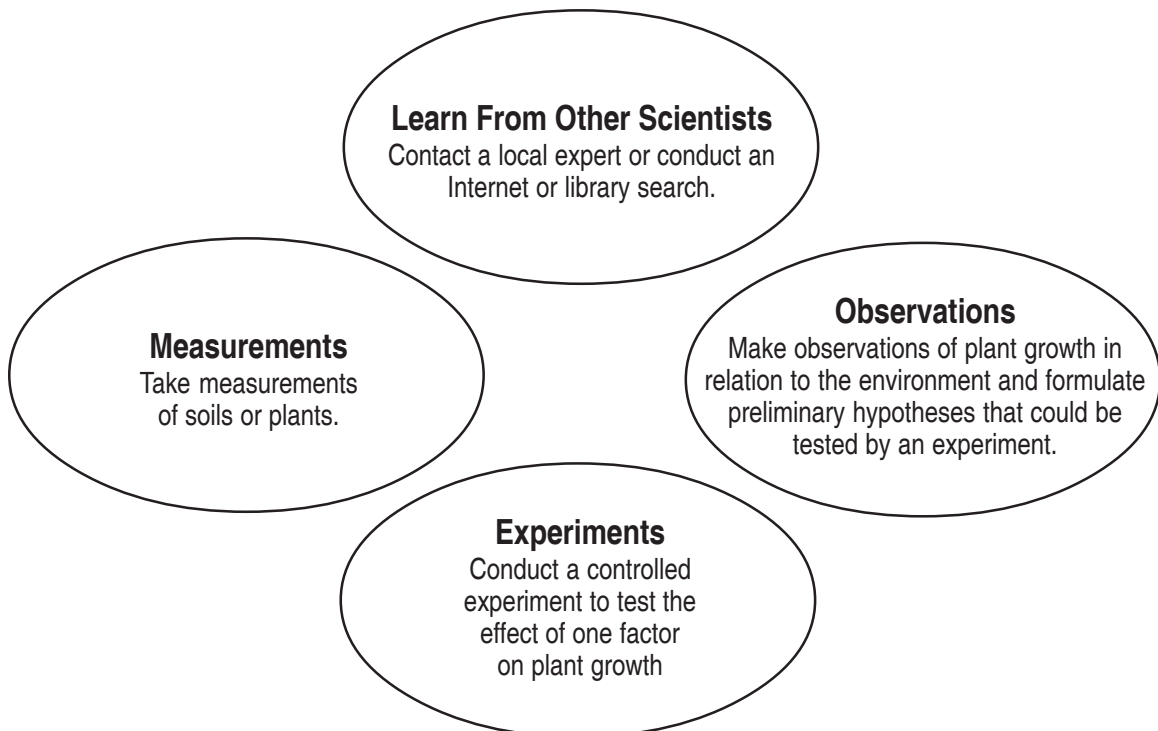 Learn From Other Scientists
Contact a local expert or conduct an
Internet or library search.
Measurements
Take measurements
of soils or plants.
Observations
Make observations of plant growth in
relation to the environment and formulate
preliminary hypotheses that could be
tested by an experiment.
Experiments
Conduct a controlled
experiment to test the
effect of one factor
on plant growth